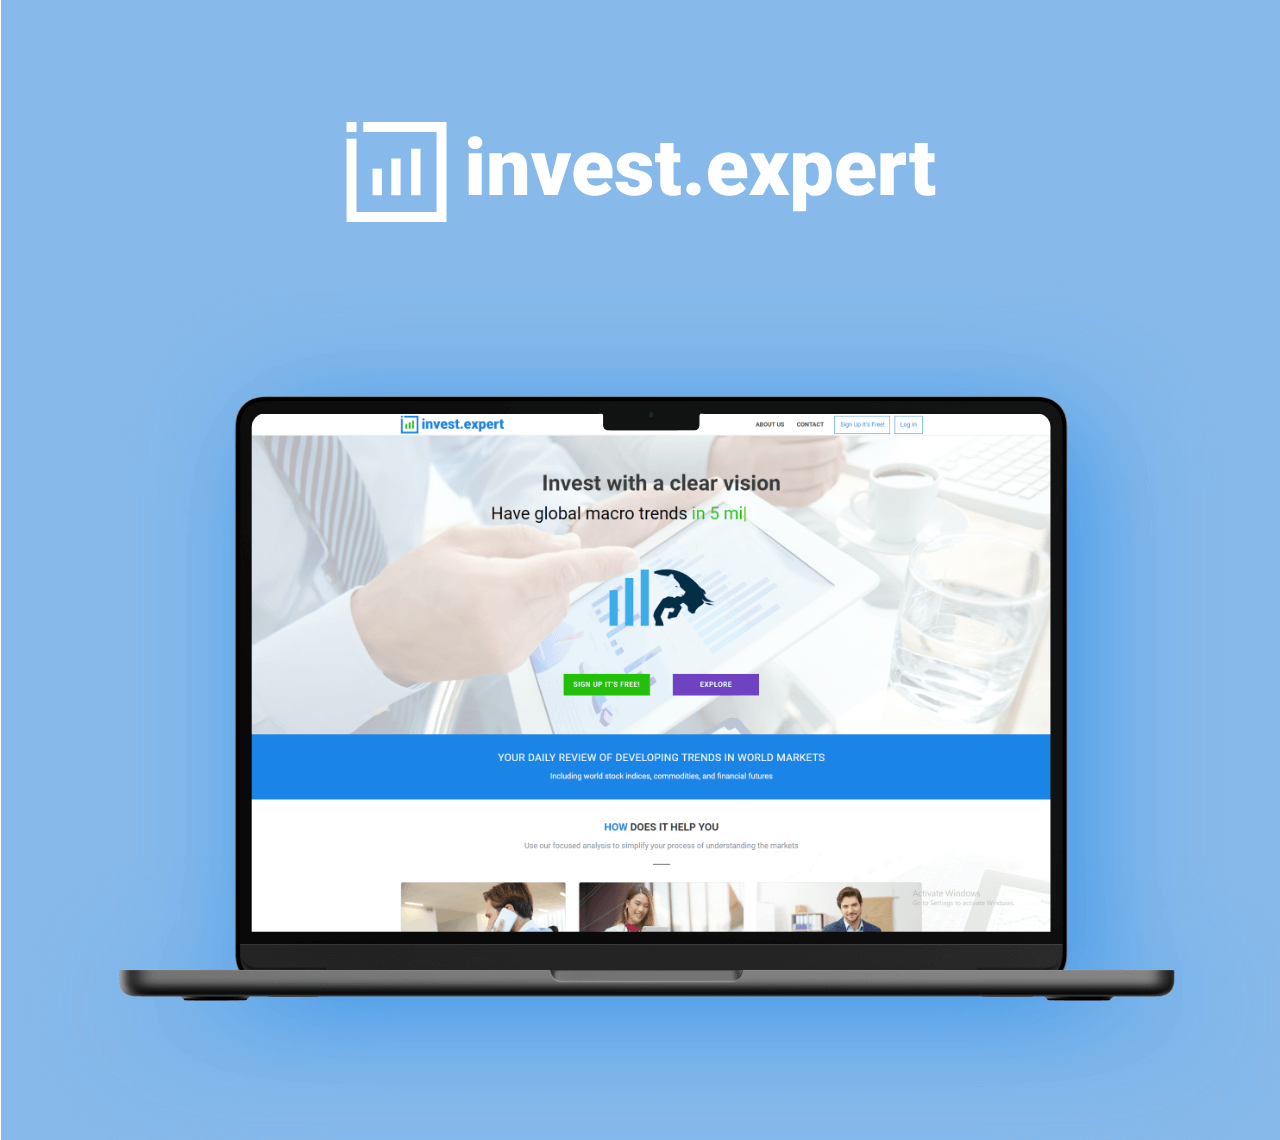 invest.expert
invest.expert
ABOUT US
CONTACT
Sign Up It's Free!
Log In
Invest with a clear vision
Have global macro trends in 5 mi|
SIGN UP IT'S FREE!
EXPLORE
YOUR DAILY REVIEW OF DEVELOPING TRENDS IN WORLD MARKETS
Including world stock indices, commodities, and financial futures
HOW DOES IT HELP YOU
Use our focused analysis to simplify your process of understanding the markets
Activate Windows
Go to Settings to activate Windows.